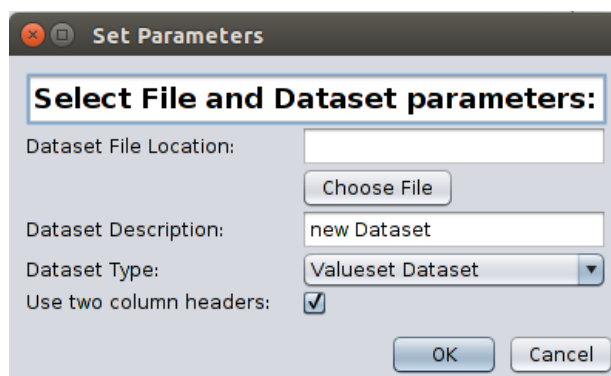 Set Parameters
Select File and Dataset parameters:
Dataset File Location:
Choose File
Dataset Description: new Dataset
Dataset Type: Valueset Dataset
Use two column headers:
OK Cancel